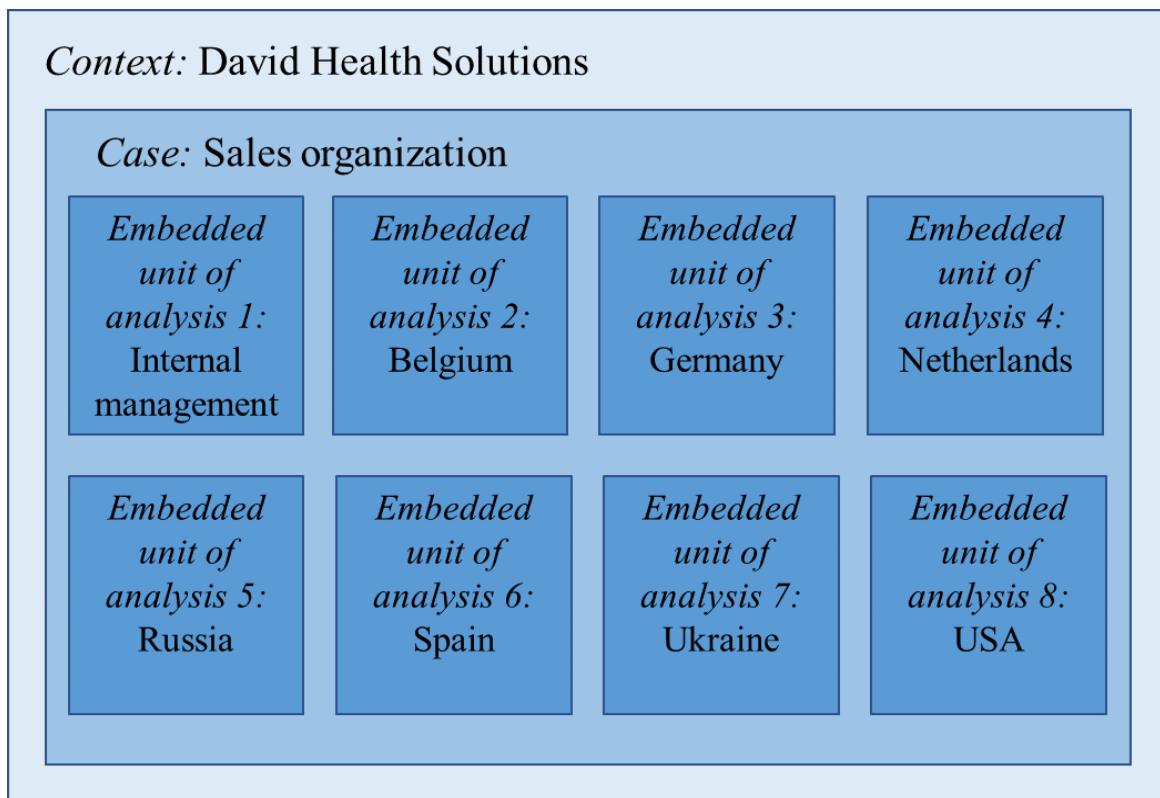 Context: David Health Solutions
Case: Sales organization
Embedded
unit of
analysis 1:
Internal
management
Embedded
unit of
analysis 2:
Belgium
Embedded
unit of
analysis 3:
Germany
Embedded
unit of
analysis 4:
Netherlands
Embedded
unit of
analysis 5:
Russia
Embedded
unit of
analysis 6:
Spain
Embedded
unit of
analysis 7:
Ukraine
Embedded
unit of
analysis 8:
USA